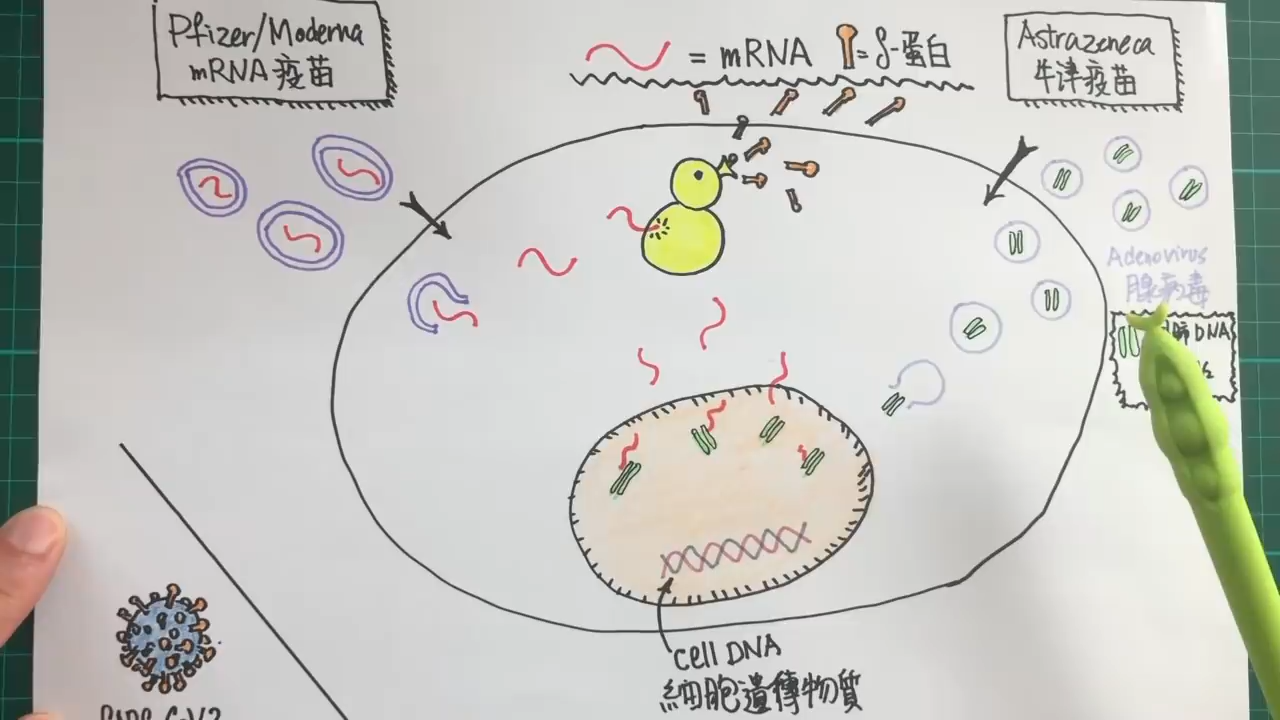 Pfizer/Moderna
mRNA疫苗
= mRNA
= S-蛋白
Astrazeneca
牛津疫苗
Adenovirus
腺病毒
DNA
cell DNA
細胞遺傳物質